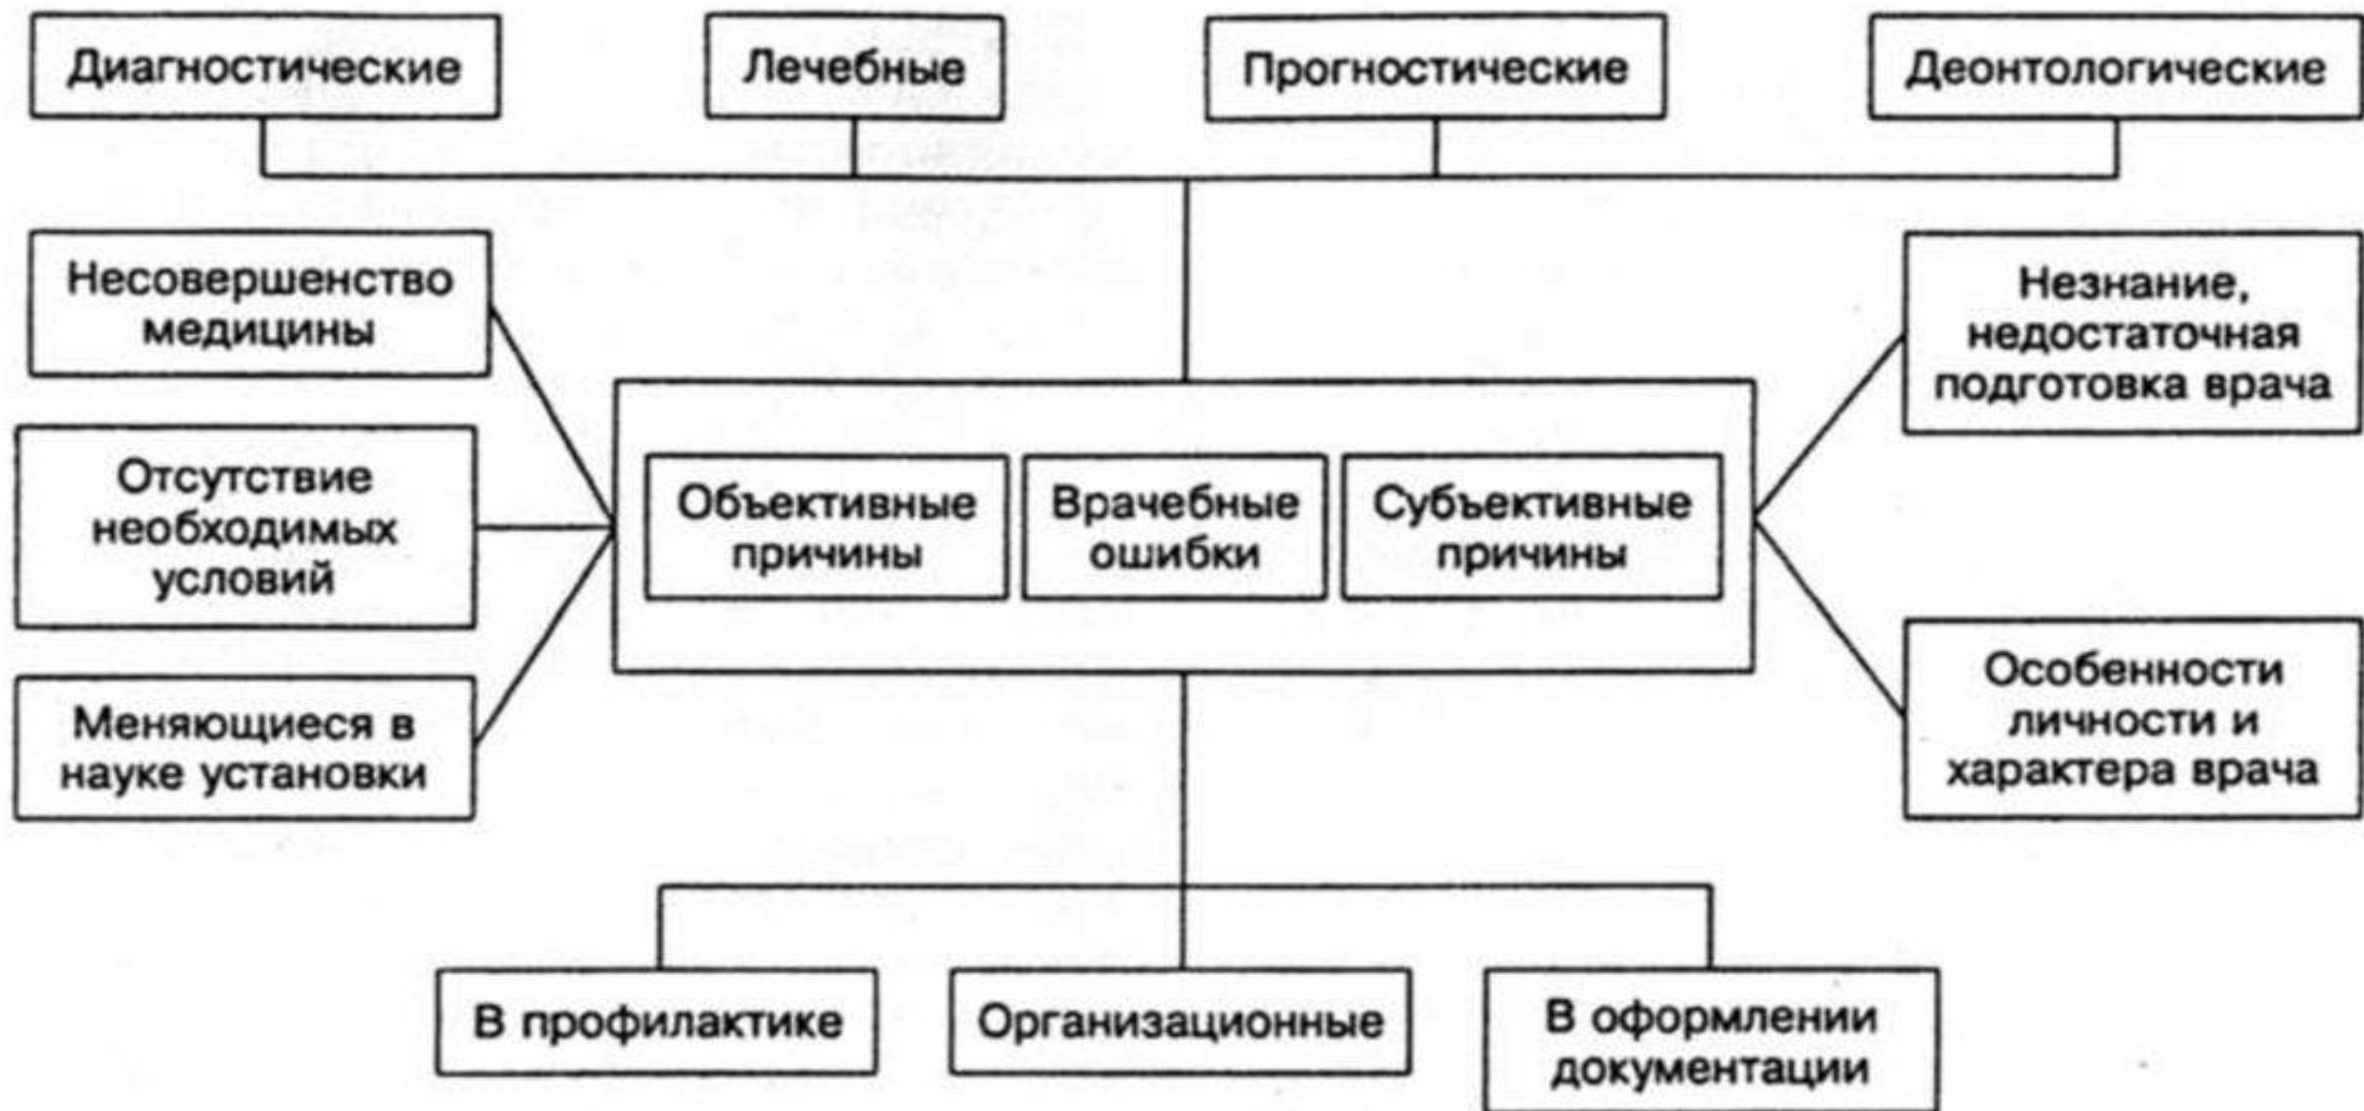 Диагностические
Лечебные
Прогностические
Деонтологические
Несовершенство
медицины
Отсутствие
необходимых
условий
Меняющиеся в
науке установки
Объективные
причины
Врачебные
ошибки
Субъективные
причины
Незнание,
недостаточная
подготовка врача
Особенности
личности и
характера врача
В профилактике
Организационные
В оформлении
документации